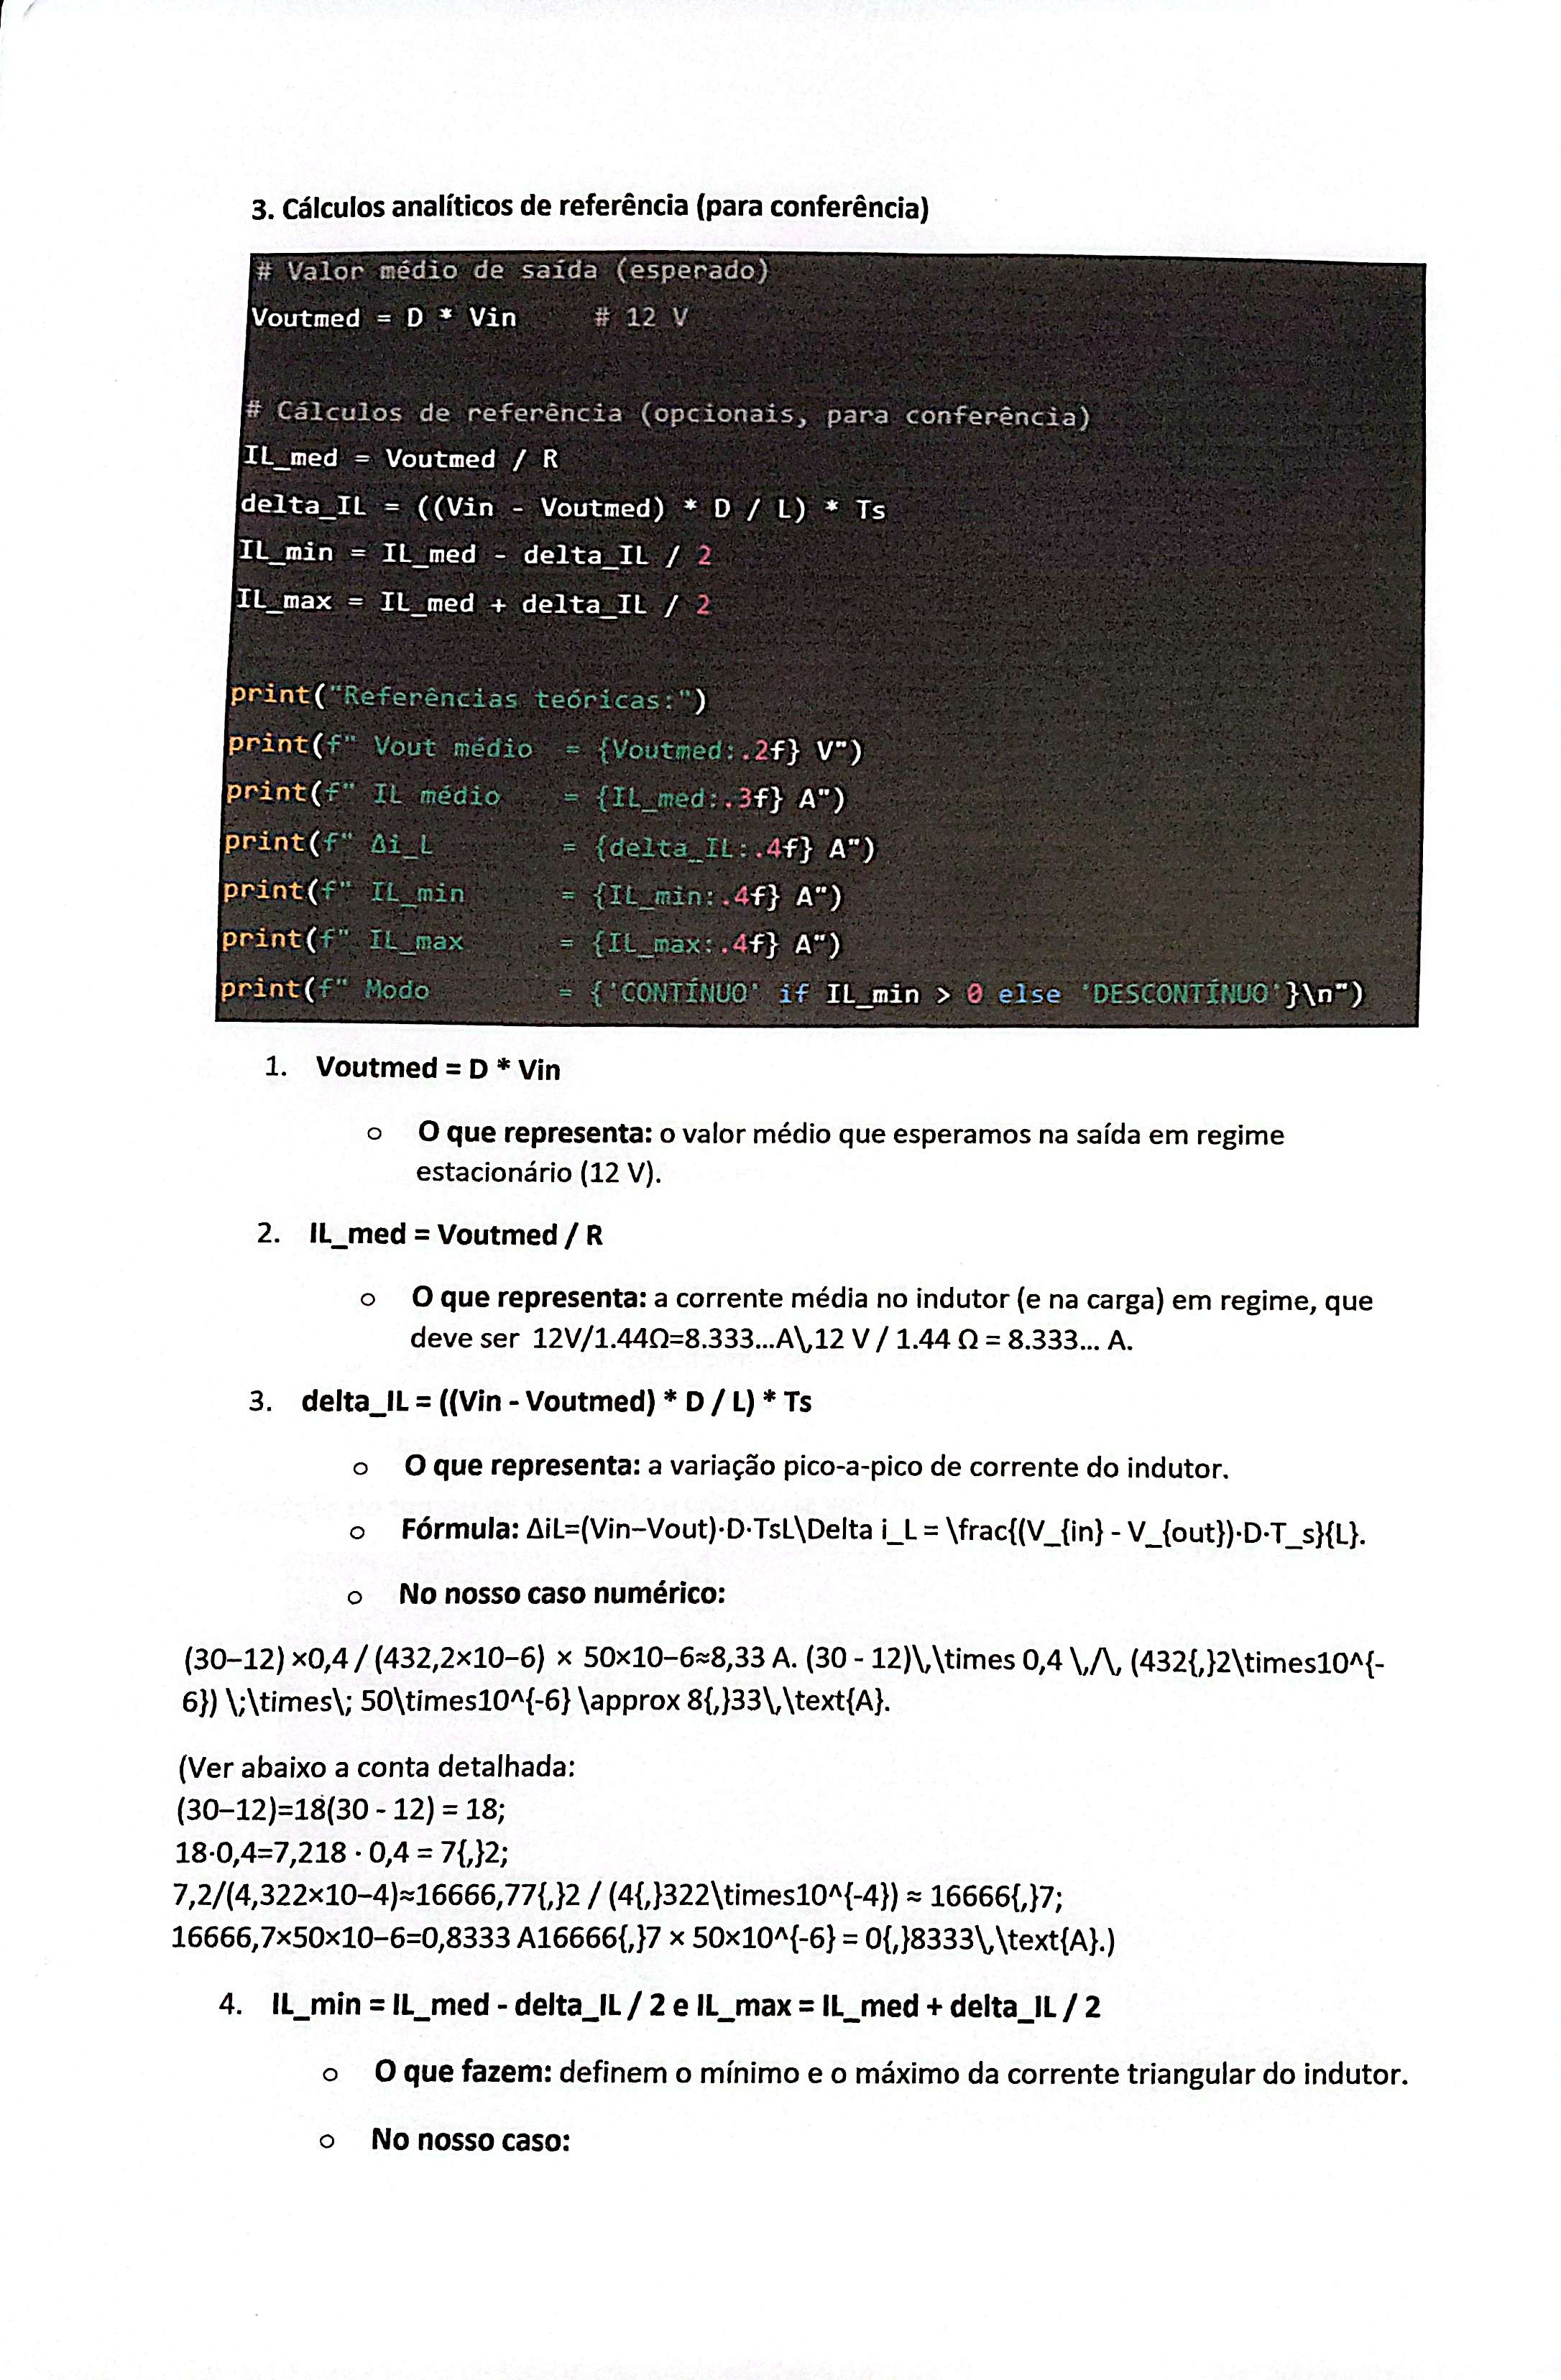 3. Cálculos analíticos de referência (para conferência)
# Valor médio de saída (esperado)
Voutmed = D * Vin     # 12 V
# Cálculos de referência (opcionais, para conferência)
IL_med = Voutmed / R
delta_IL = ((Vin - Voutmed) * D / L) * Ts
IL_min = IL_med - delta_IL / 2
IL_max = IL_med + delta_IL / 2
print("Referências teóricas:")
print(f" Vout médio  = {Voutmed:.2f} V")
print(f" IL médio    = {IL_med:.3f} A")
print(f" Δi_L        = {delta_IL:.4f} A")
print(f" IL_min      = {IL_min:.4f} A")
print(f" IL_max      = {IL_max:.4f} A")
print(f" Modo        = {'CONTÍNUO' if IL_min > 0 else 'DESCONTÍNUO'}\n")
1. Voutmed = D * Vin
o O que representa: o valor médio que esperamos na saída em regime
estacionário (12 V).
2. IL_med = Voutmed / R
o O que representa: a corrente média no indutor (e na carga) em regime, que
deve ser 12V/1.44Ω=8.333...A\,12 V / 1.44 Ω = 8.333... A.
3. delta_IL = ((Vin - Voutmed) * D / L) * Ts
o O que representa: a variação pico-a-pico de corrente do indutor.
o Fórmula: ΔiL=(Vin–Vout)·D·TsL\Delta i_L = \frac{(V_{in} - V_{out})·D·T_s}{L}.
o No nosso caso numérico:
(30–12) ×0,4 / (432,2×10–6) × 50×10–6≈8,33 A. (30 - 12)\,\times 0,4 \,/\, (432{,}2\times10^{-
6}) \;\times\; 50\times10^{-6} \approx 8{,}33\,\text{A}.
(Ver abaixo a conta detalhada:
(30–12)=18(30 - 12) = 18;
18·0,4=7,218 · 0,4 = 7{,}2;
7,2/(4,322×10–4)≈16666,77{,}2 / (4{,}322\times10^{-4}) ≈ 16666{,}7;
16666,7×50×10–6=0,8333 A16666{,}7 × 50×10^{-6} = 0{,}8333\,\text{A}.)
4. IL_min = IL_med - delta_IL / 2 e IL_max = IL_med + delta_IL / 2
o O que fazem: definem o mínimo e o máximo da corrente triangular do indutor.
o No nosso caso: